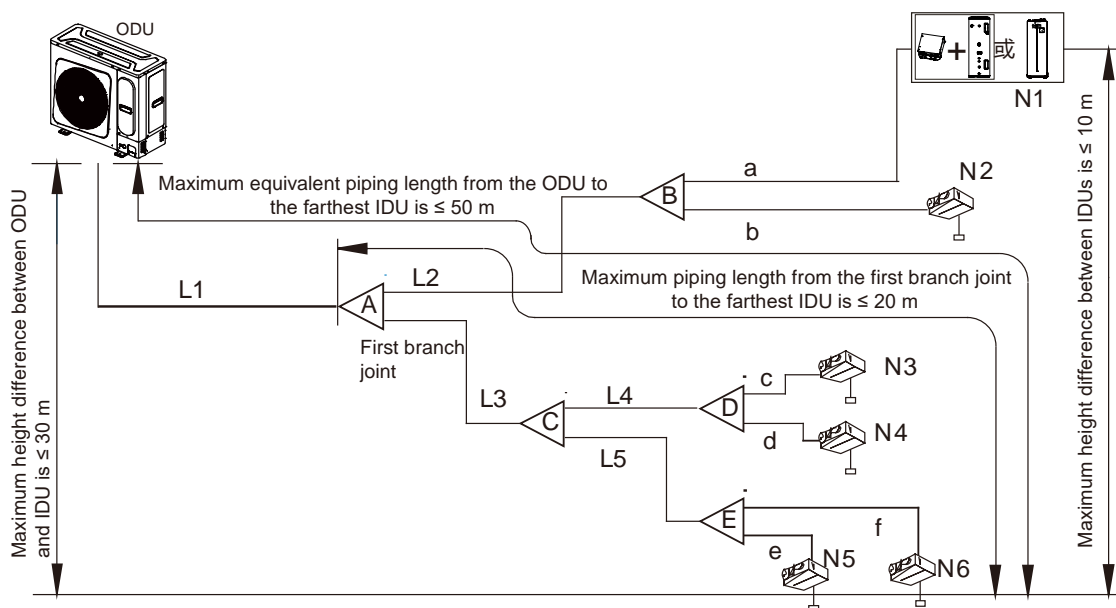 ODU
+
或
N1
Maximum equivalent piping length from the ODU to
the farthest IDU is ≤ 50 m
a
B
N2
b
L1
L2
A
First branch
joint
Maximum piping length from the first branch joint
to the farthest IDU is ≤ 20 m
L3
C
L4
D
c
N3
d
N4
L5
E
f
e
N5
N6
Maximum height difference between ODU
and IDU is ≤ 30 m
Maximum height difference between IDUs is ≤ 10 m